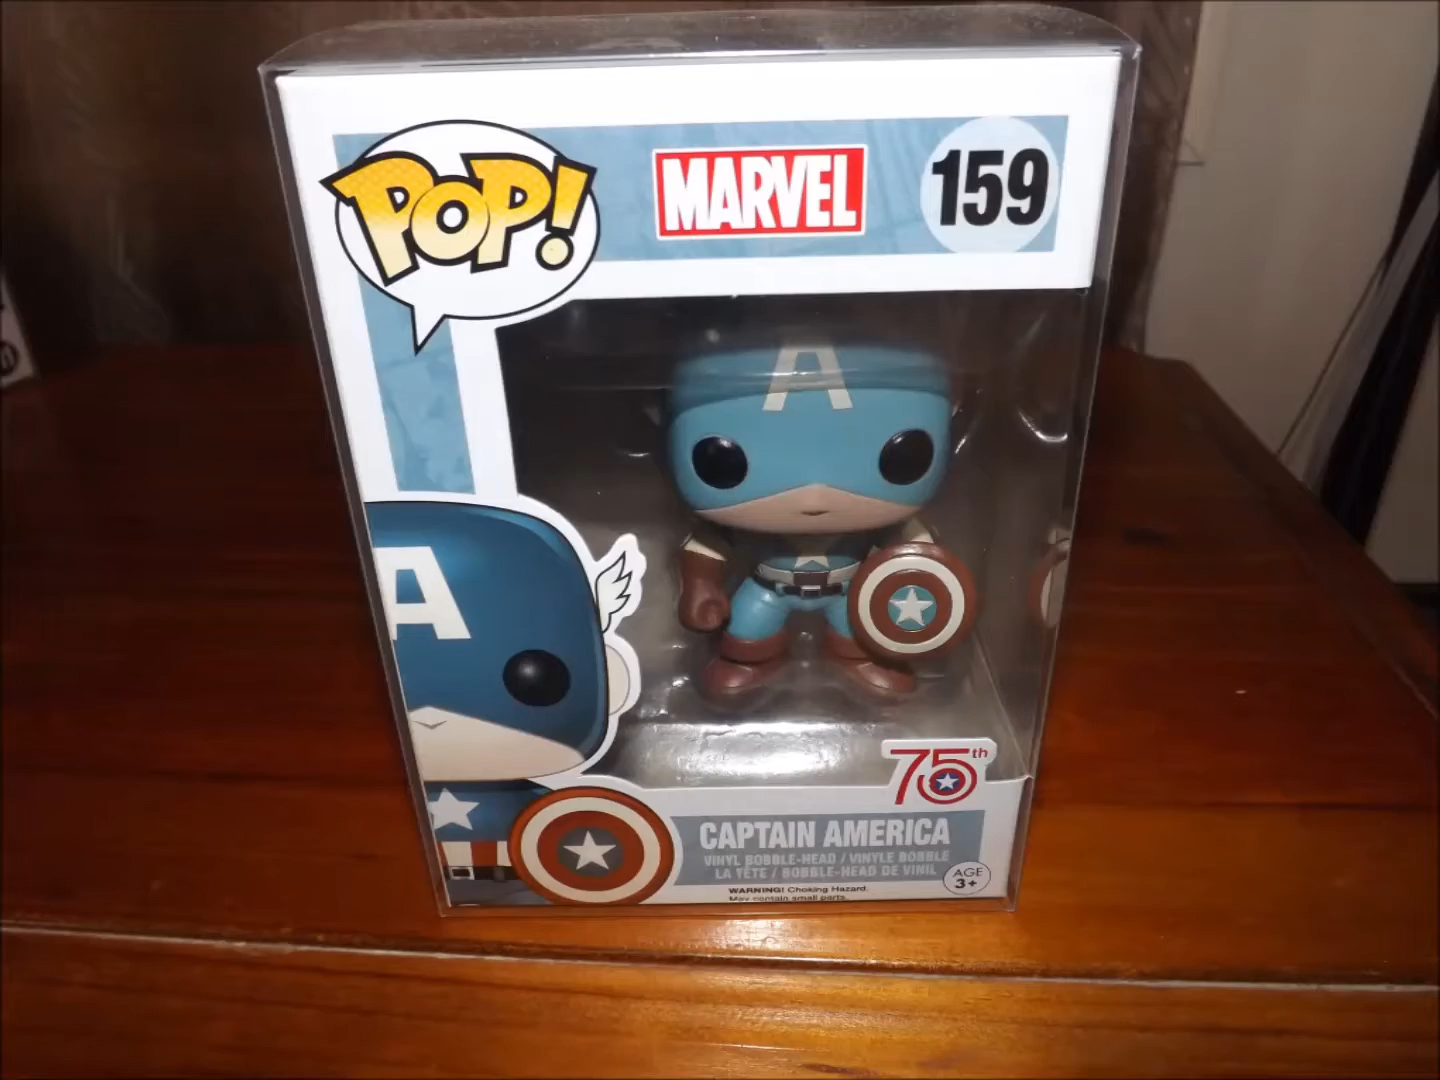 POP!
MARVEL
159
A
A
75th
CAPTAIN AMERICA
VINYL BOBBLE-HEAD / VINYLE BOBBLE
LA TÊTE / BOBBLE-HEAD DE VINIL
AGE
3+
WARNING! Choking Hazard.
May contain small parts.